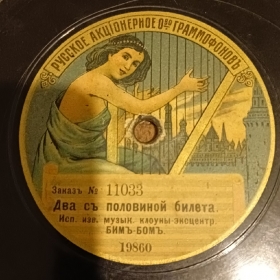 РУССКОЕ АКЦІОНЕРНОЕ О-ВО ГРАММОФОНОВЪ
Заказъ № 11033
Два съ половиной билета.
Исп. изв. музык. клоуны-эксцентр.
БИМЪ-БОМЪ.
19860